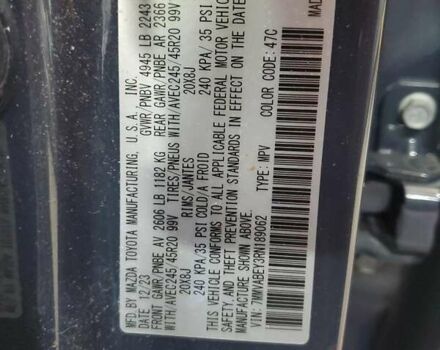 MFD. BY MAZDA TOYOTA MANUFACTURING, U.S.A., INC.
DATE 12/23 GVWR/PNBV 4945 LB 2243
FRONT GAWR/PNBE AV 2606 LB 1182 KG REAR GAWR/PNBE AR 2366
WITH/AVEC245/45R20 99V TIRES/PNEUS WITH/AVEC245/45R20 99V
20X8J RIMS/JANTES 20X8J
240 KPA/35 PSI COLD/A FROID 240 KPA/ 35 PSI
THIS VEHICLE CONFORMS TO ALL APPLICABLE FEDERAL MOTOR VEHIC
SAFETY AND THEFT PREVENTION STANDARDS IN EFFECT ON THE
MANUFACTURE SHOWN ABOVE. MADE
7MMVABEY3RN189062 TYPE: MPV COLOR CODE: 47C